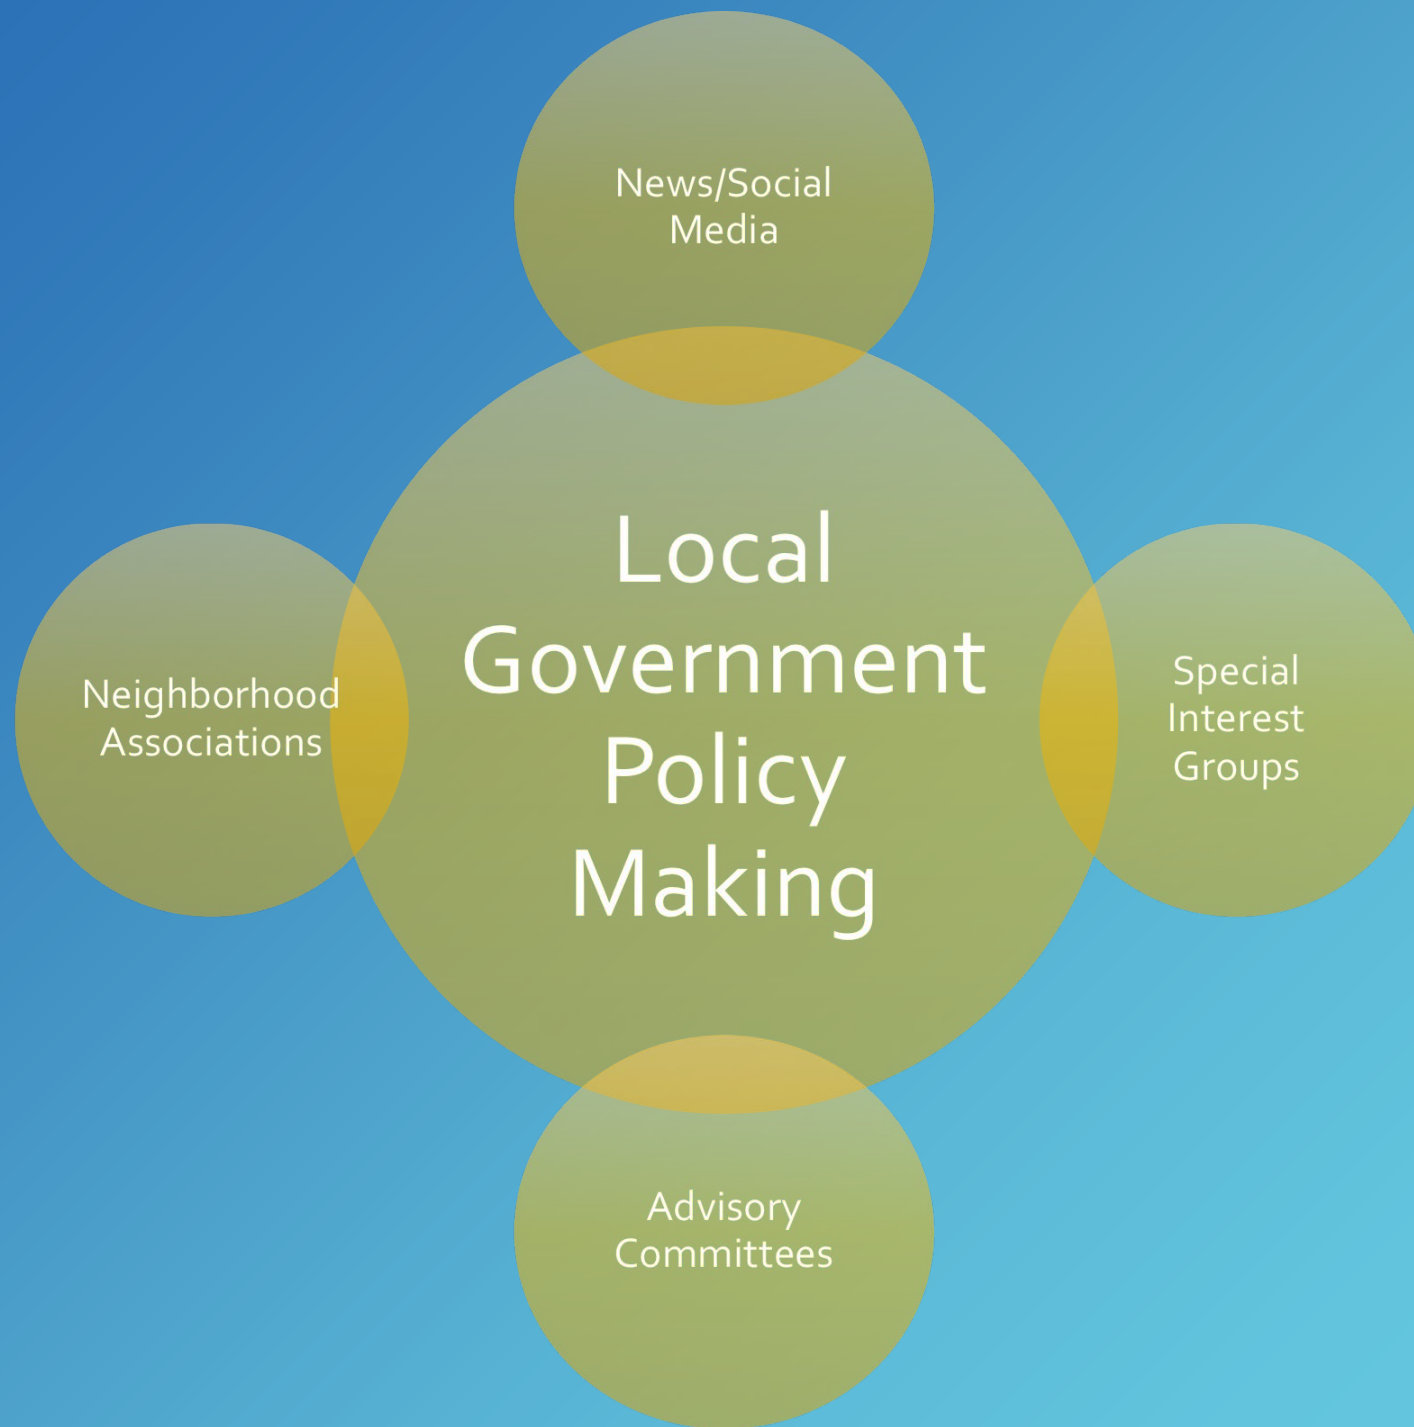 News/Social
Media
Local
Government
Policy
Making
Neighborhood
Associations
Special
Interest
Groups
Advisory
Committees